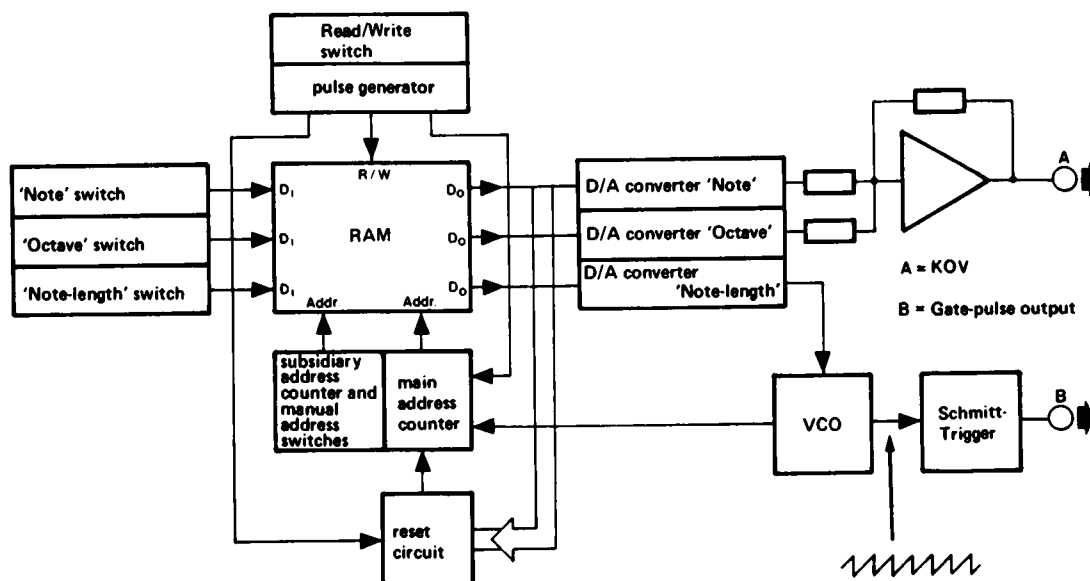 Read/Write
switch
pulse generator
'Note' switch
'Octave' switch
'Note-length' switch
R/W
D₁
D₁
D₁
RAM
D₀
D₀
D₀
Addr.
Addr.
subsidiary
address
counter and
manual
address
switches
main
address
counter
reset
circuit
D/A converter 'Note'
D/A converter 'Octave'
D/A converter
'Note-length'
VCO
Schmitt-
Trigger
A
B
A = KOV
B = Gate-pulse output